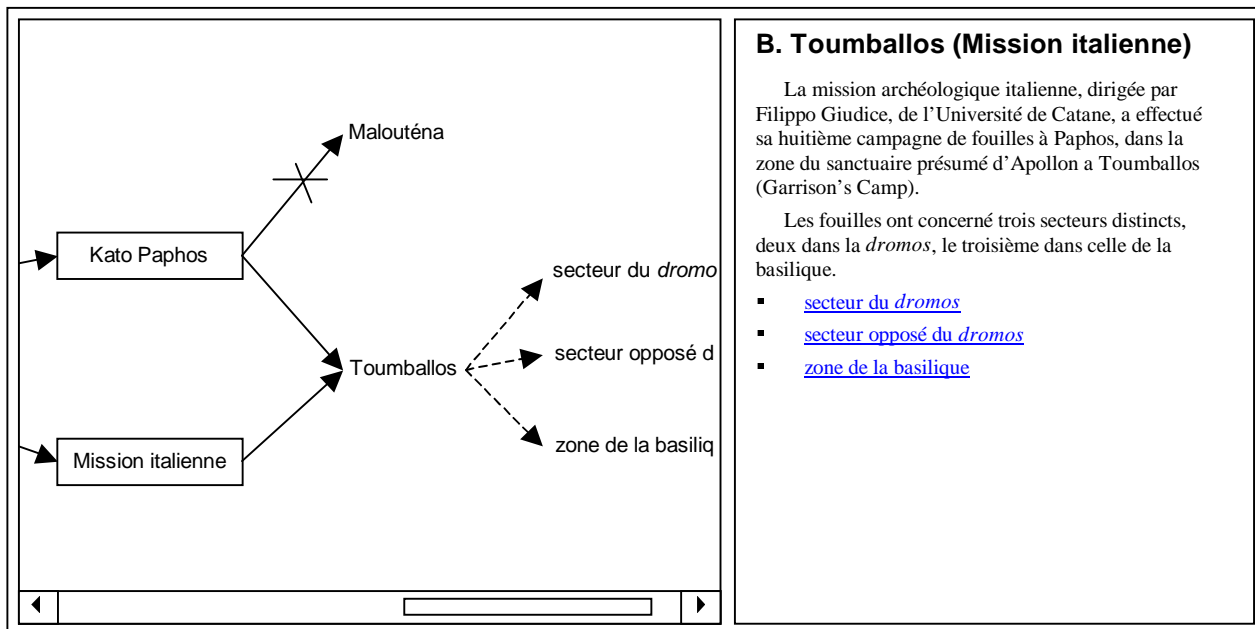 Malouténa
Kato Paphos
secteur du dromo
secteur opposé d
Toumballos
zone de la basiliq
Mission italienne
B. Toumballos (Mission italienne)
La mission archéologique italienne, dirigée par
Filippo Giudice, de l’Université de Catane, a effectué
sa huitième campagne de fouilles à Paphos, dans la
zone du sanctuaire présumé d’Apollon a Toumballos
(Garrison’s Camp).
Les fouilles ont concerné trois secteurs distincts,
deux dans la dromos, le troisième dans celle de la
basilique.
▪ secteur du dromos
▪ secteur opposé du dromos
▪ zone de la basilique